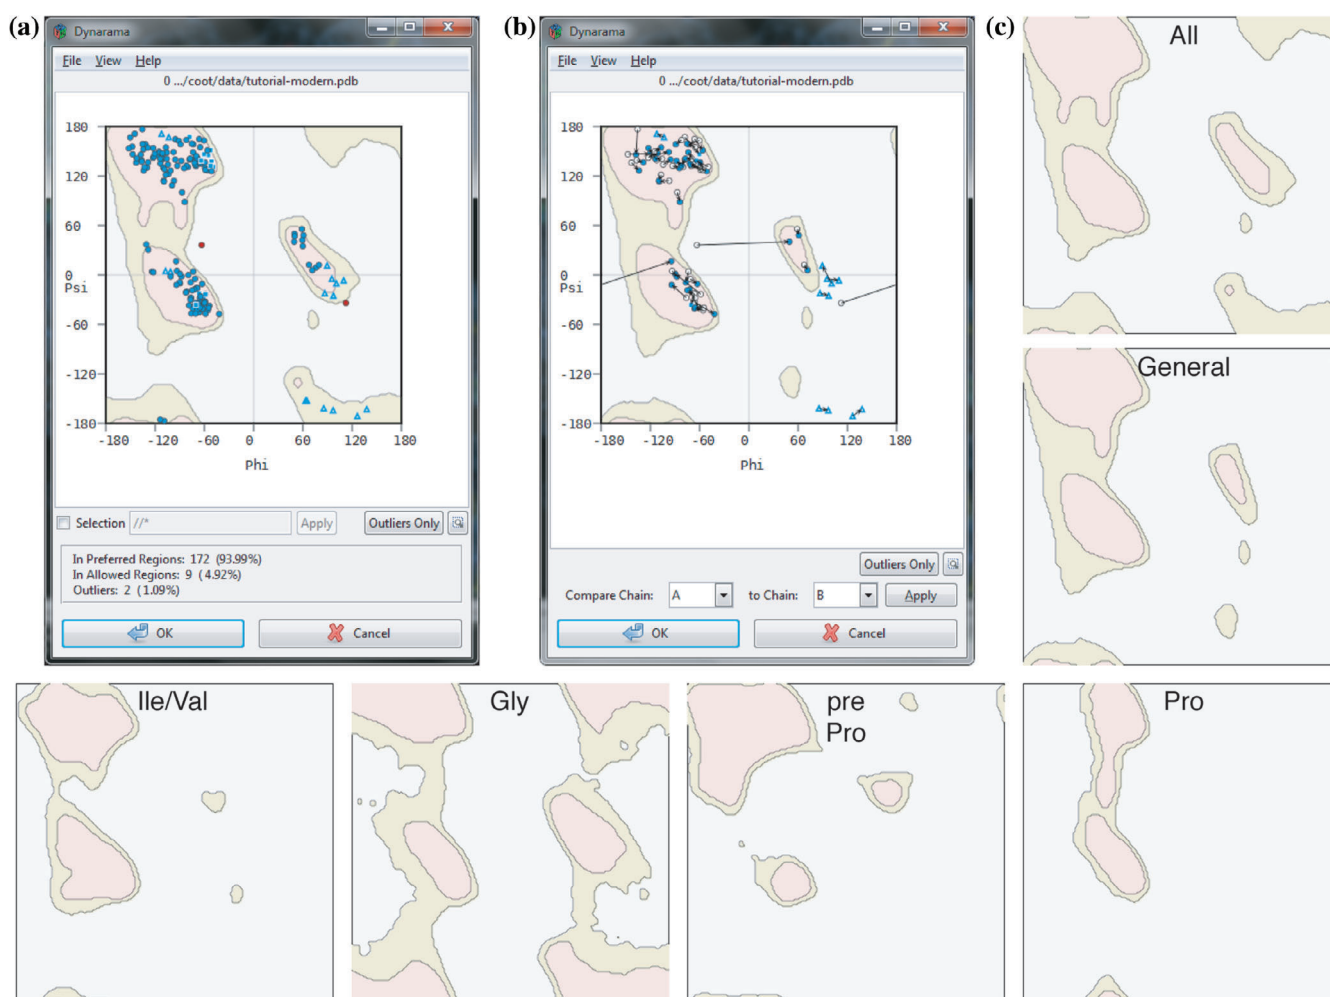 (a)
Dynarama
File View Help
0 .../coot/data/tutorial-modern.pdb
180
120
60
0
Psi
-60
-120
-180
-180 -120 -60 0 60 120 180
Phi
Selection //* Apply Outliers Only
In Preferred Regions: 172 (93.99%)
In Allowed Regions: 9 (4.92%)
Outliers: 2 (1.09%)
OK Cancel
(b)
Dynarama
File View Help
0 .../coot/data/tutorial-modern.pdb
180
120
60
0
Psi
-60
-120
-180
-180 -120 -60 0 60 120 180
Phi
Outliers Only
Compare Chain: A to Chain: B Apply
OK Cancel
(c)
All
General
Ile/Val
Gly
pre
Pro
Pro